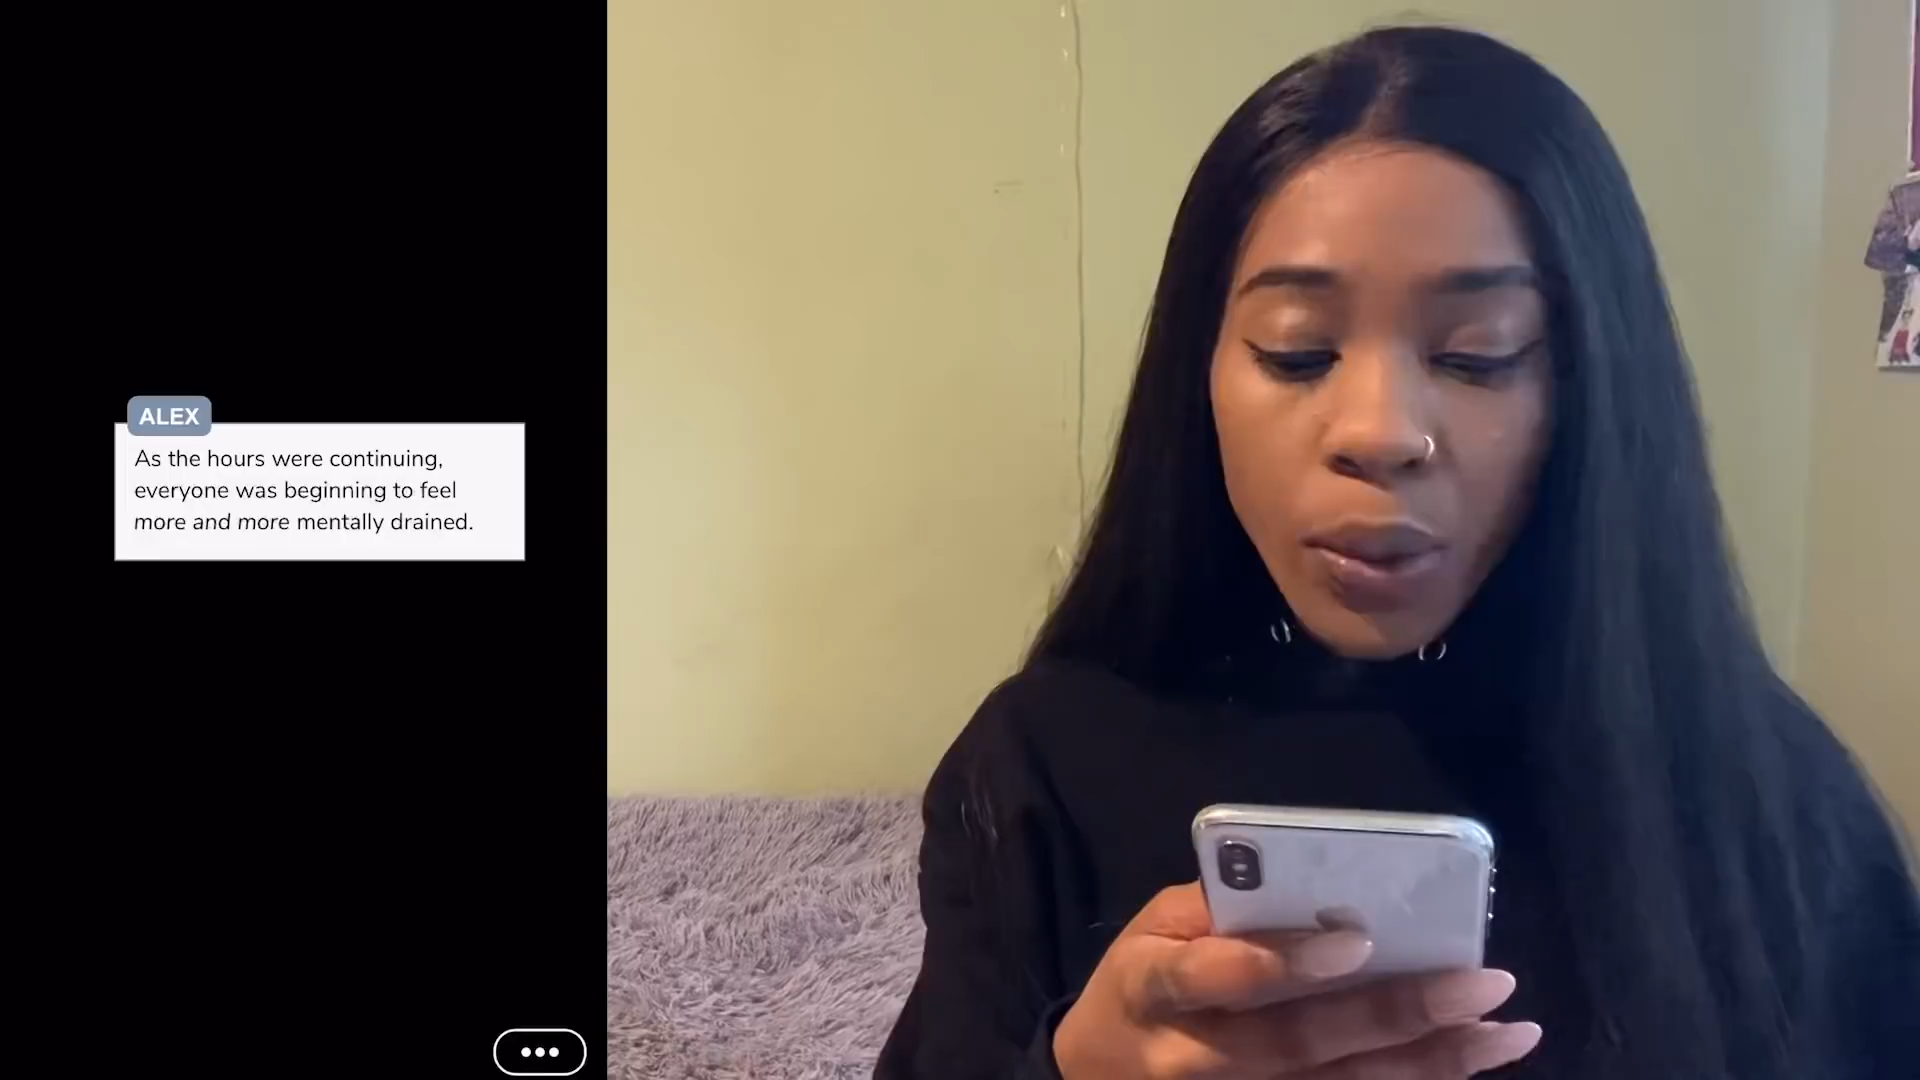 ALEX
As the hours were continuing,
everyone was beginning to feel
more and more mentally drained.